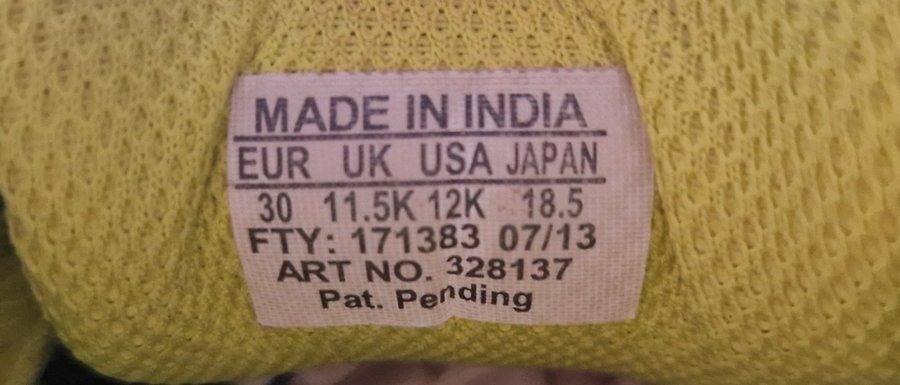 MADE IN INDIA
EUR UK USA JAPAN
30 11.5K 12K 18.5
FTY: 171383 07/13
ART NO. 328137
Pat. Pending